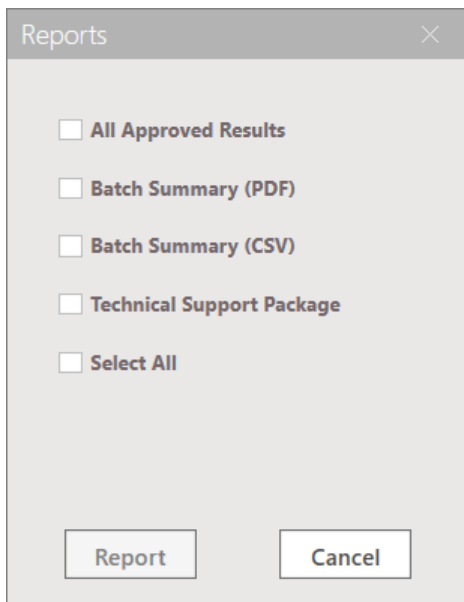 Reports
All Approved Results
Batch Summary (PDF)
Batch Summary (CSV)
Technical Support Package
Select All
Report Cancel